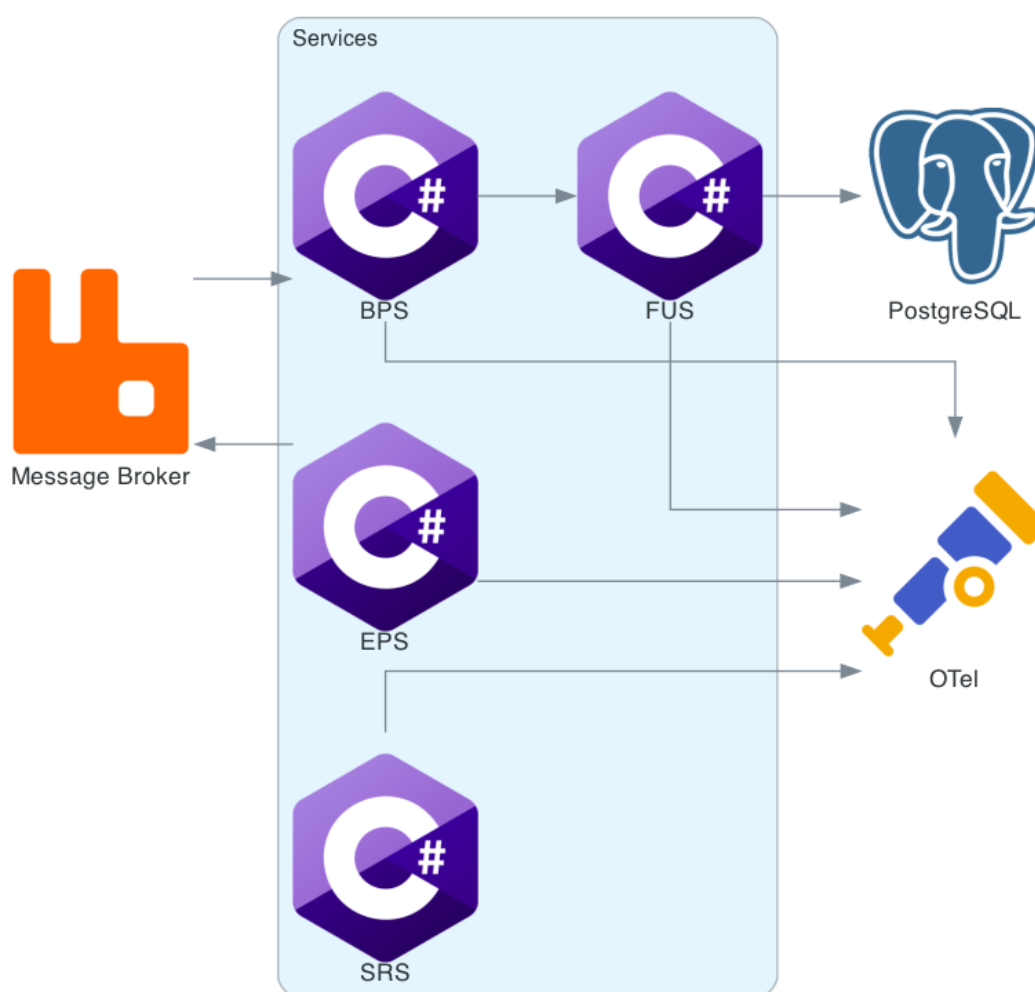 Services
BPS
FUS
PostgreSQL
Message Broker
EPS
OTel
SRS